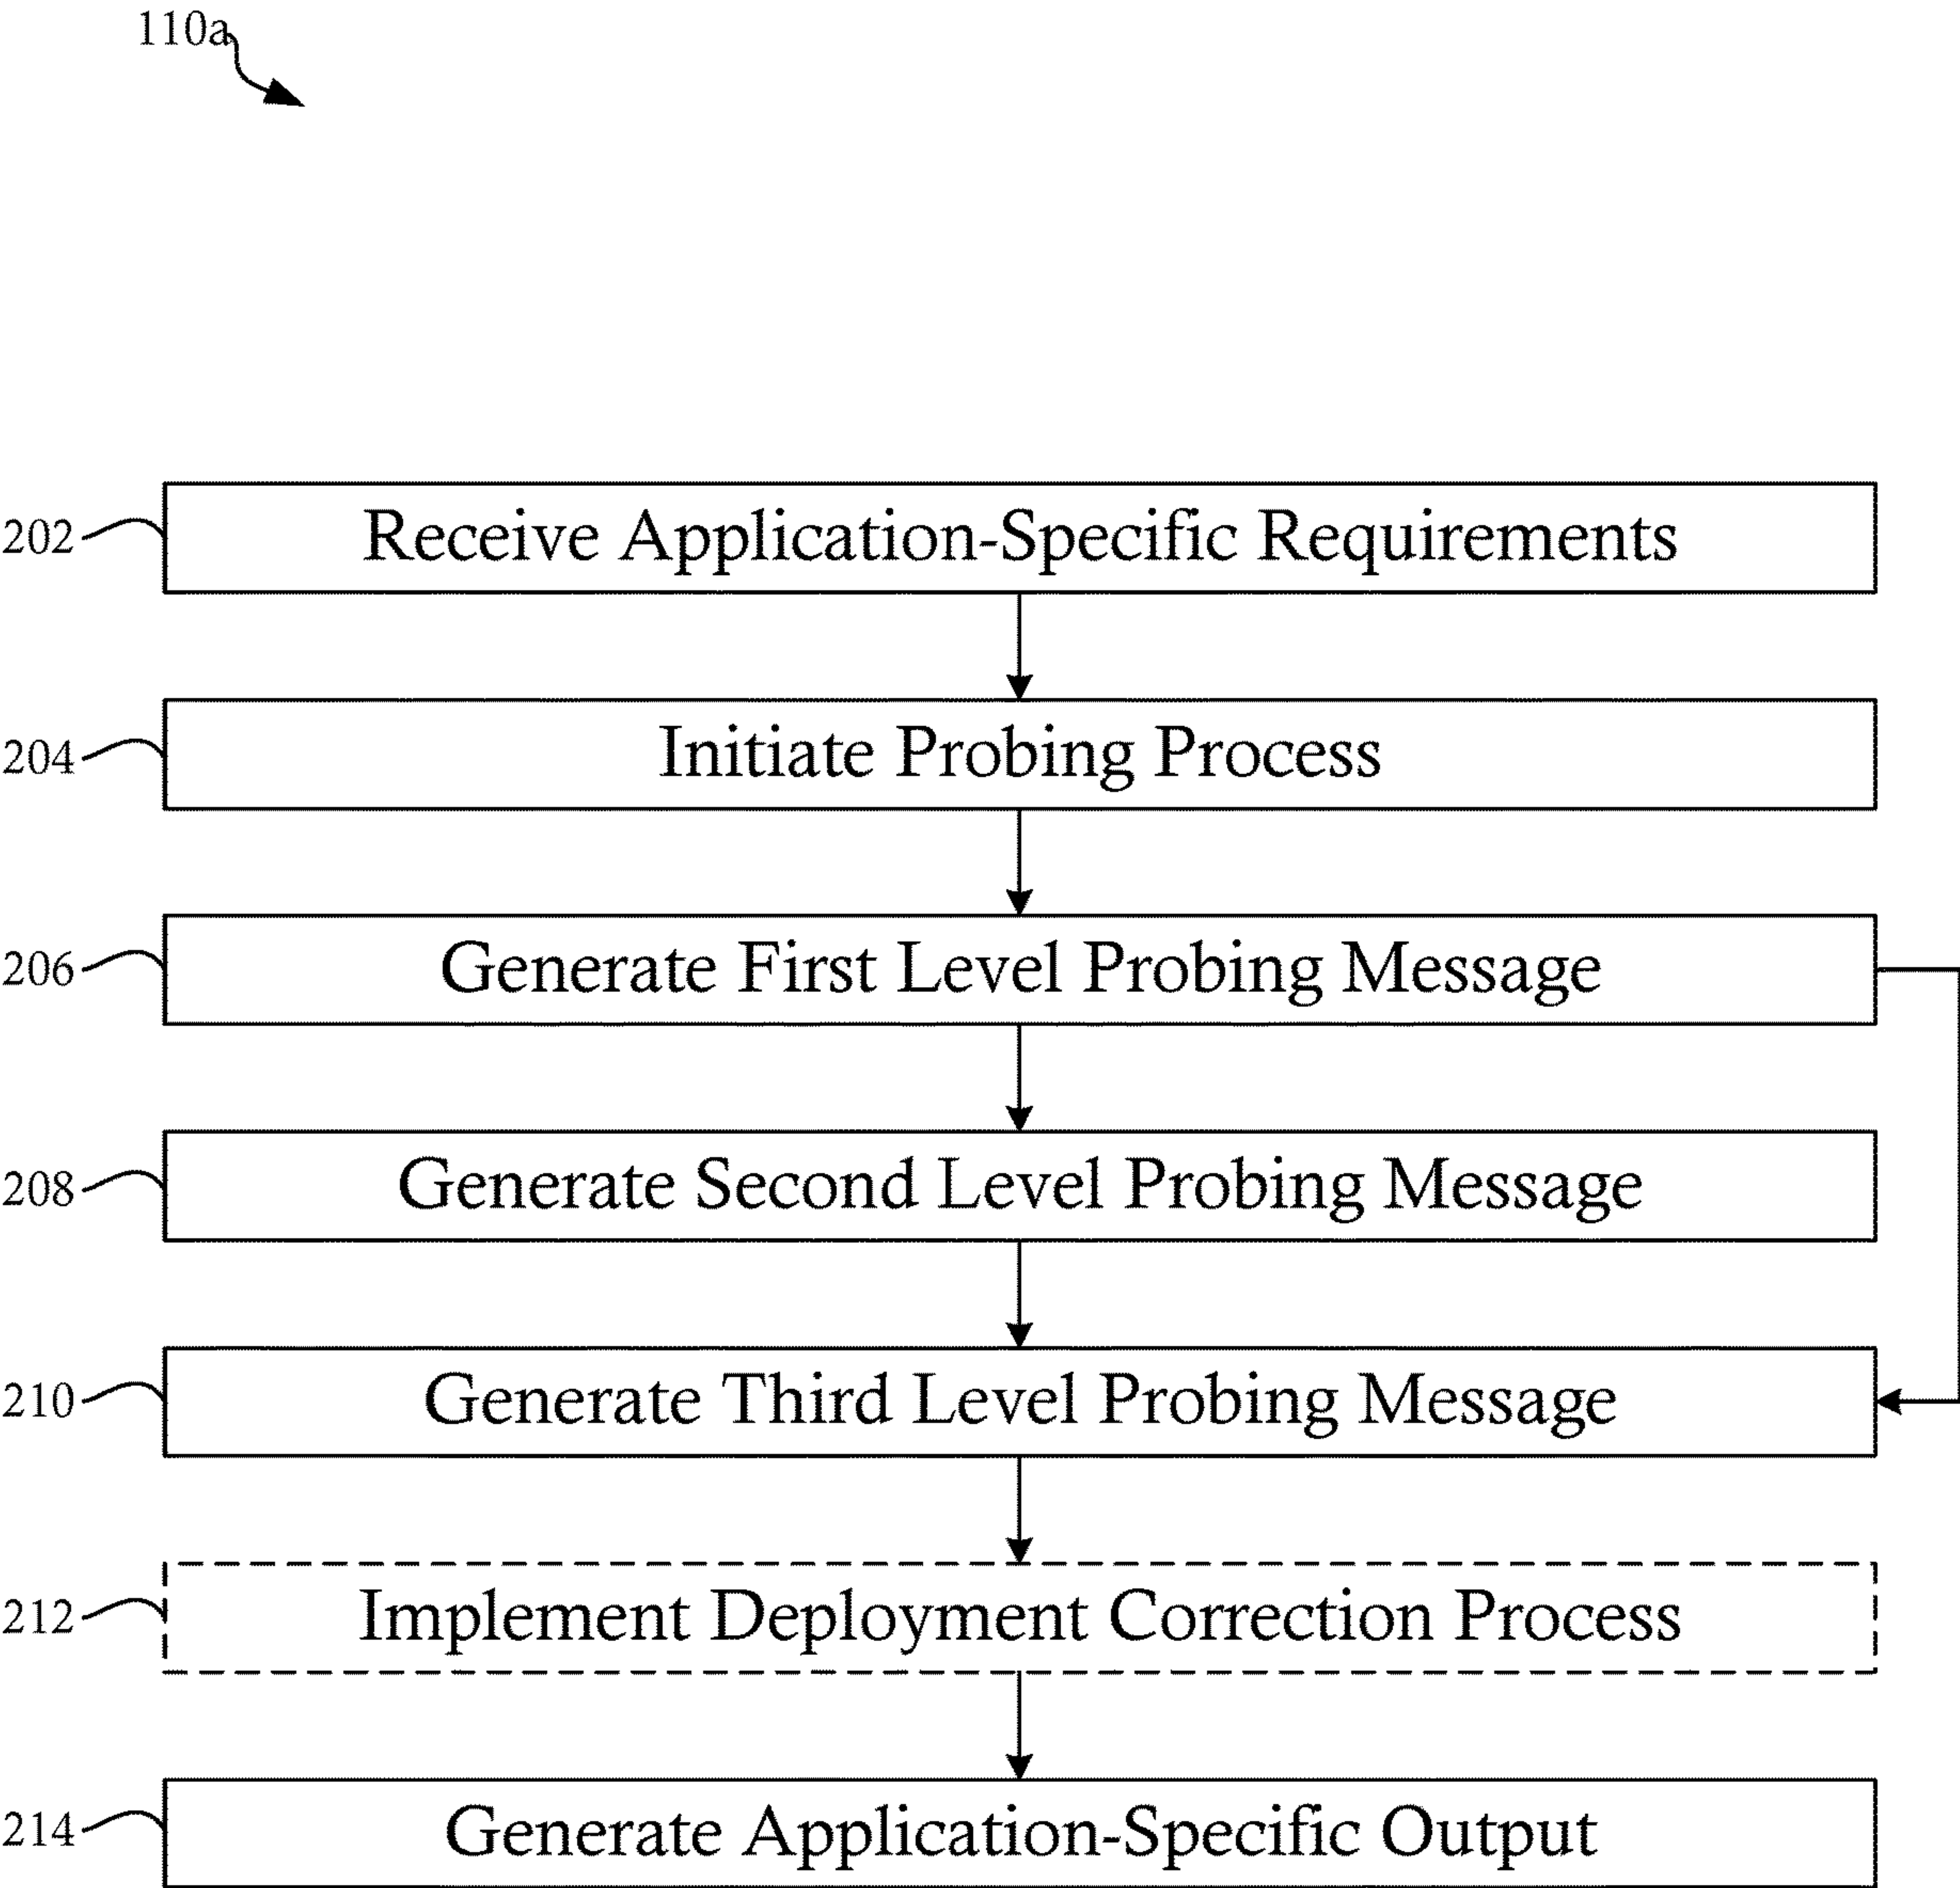 110a
202 Receive Application-Specific Requirements
204 Initiate Probing Process
206 Generate First Level Probing Message
208 Generate Second Level Probing Message
210 Generate Third Level Probing Message
212 Implement Deployment Correction Process
214 Generate Application-Specific Output